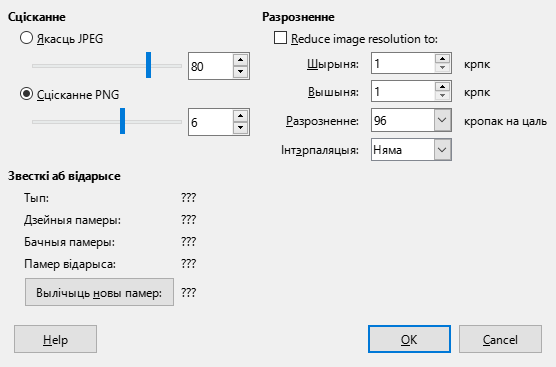 Сцісканне
Якасць JPEG
80
Сцісканне PNG
6
Разрозненне
Reduce image resolution to:
Шырыня: 1 крпк
Вышыня: 1 крпк
Разрозненне: 96 кропак на цаль
Інтэрпаляцыя: Няма
Звесткі аб відарысе
Тып: ???
Дзейныя памеры: ???
Бачныя памеры: ???
Памер відарыса: ???
Вылічыць новы памер: ???
Help
OK
Cancel